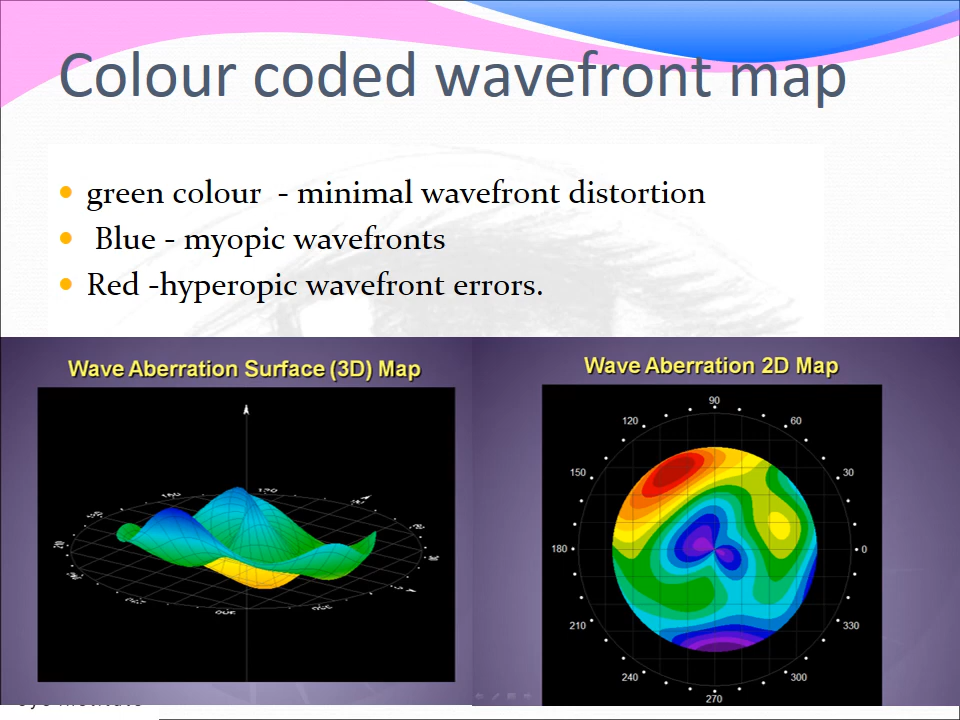 Colour coded wavefront map
green colour - minimal wavefront distortion
Blue - myopic wavefronts
Red -hyperopic wavefront errors.
Wave Aberration Surface (3D) Map
Wave Aberration 2D Map
90
120
60
150
30
180
0
210
330
240
300
270